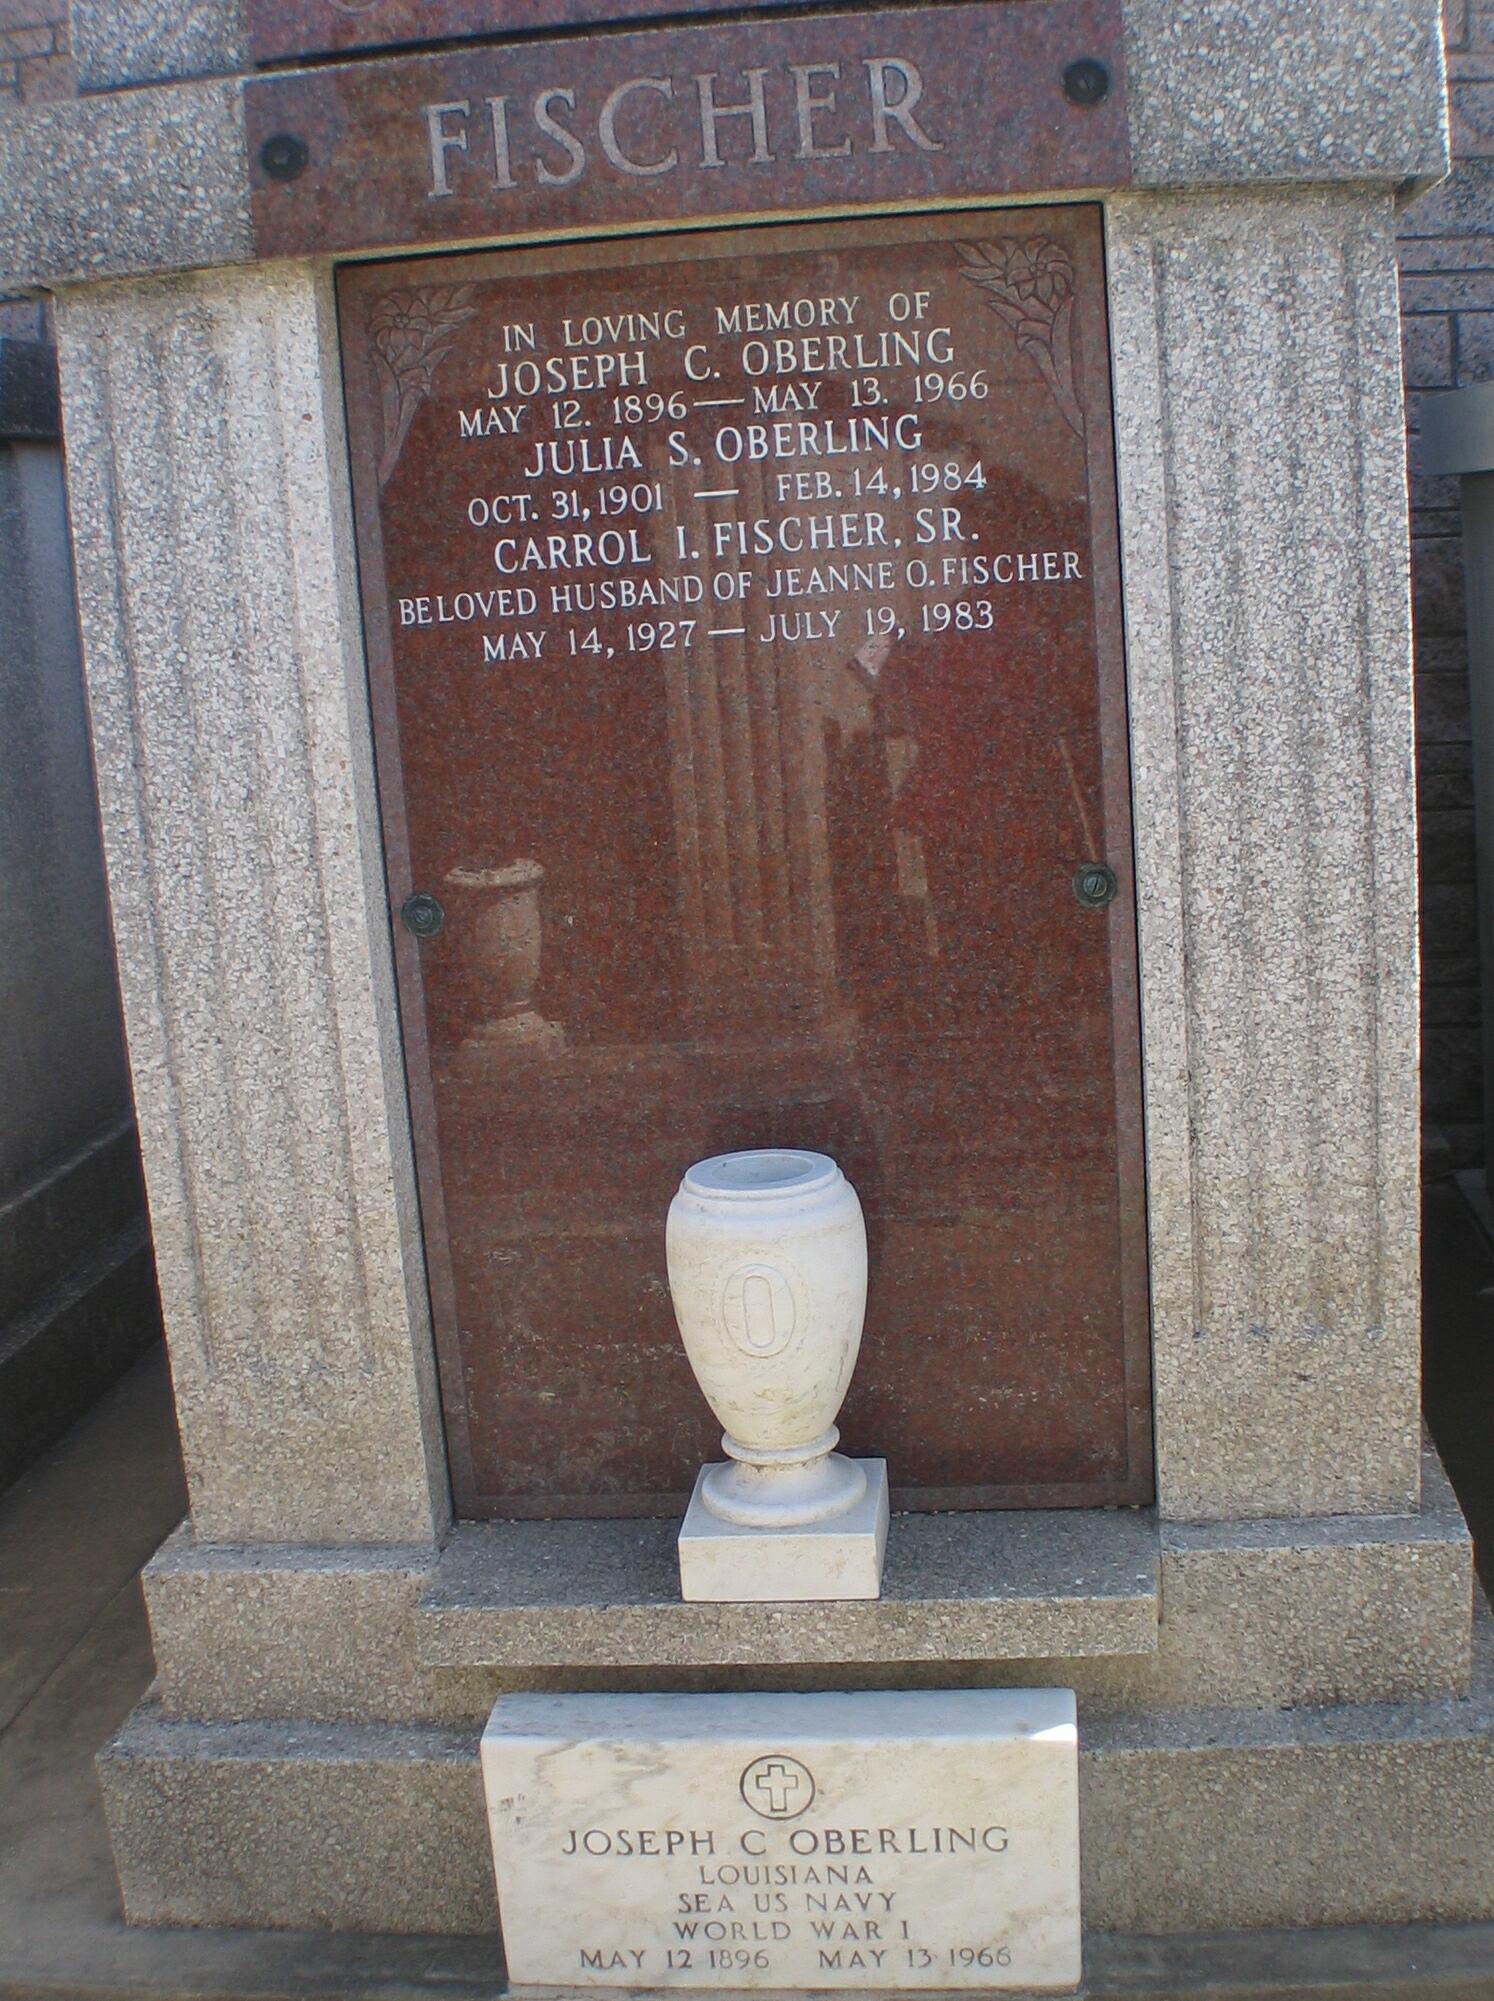 FISCHER
IN LOVING MEMORY OF
JOSEPH C. OBERLING
MAY 12. 1896 — MAY 13. 1966
JULIA S. OBERLING
OCT. 31, 1901 — FEB. 14, 1984
CARROL I. FISCHER, SR.
BELOVED HUSBAND OF JEANNE O. FISCHER
MAY 14, 1927 — JULY 19, 1983
O
JOSEPH C OBERLING
LOUISIANA
SEA US NAVY
WORLD WAR I
MAY 12 1896 MAY 13 1966